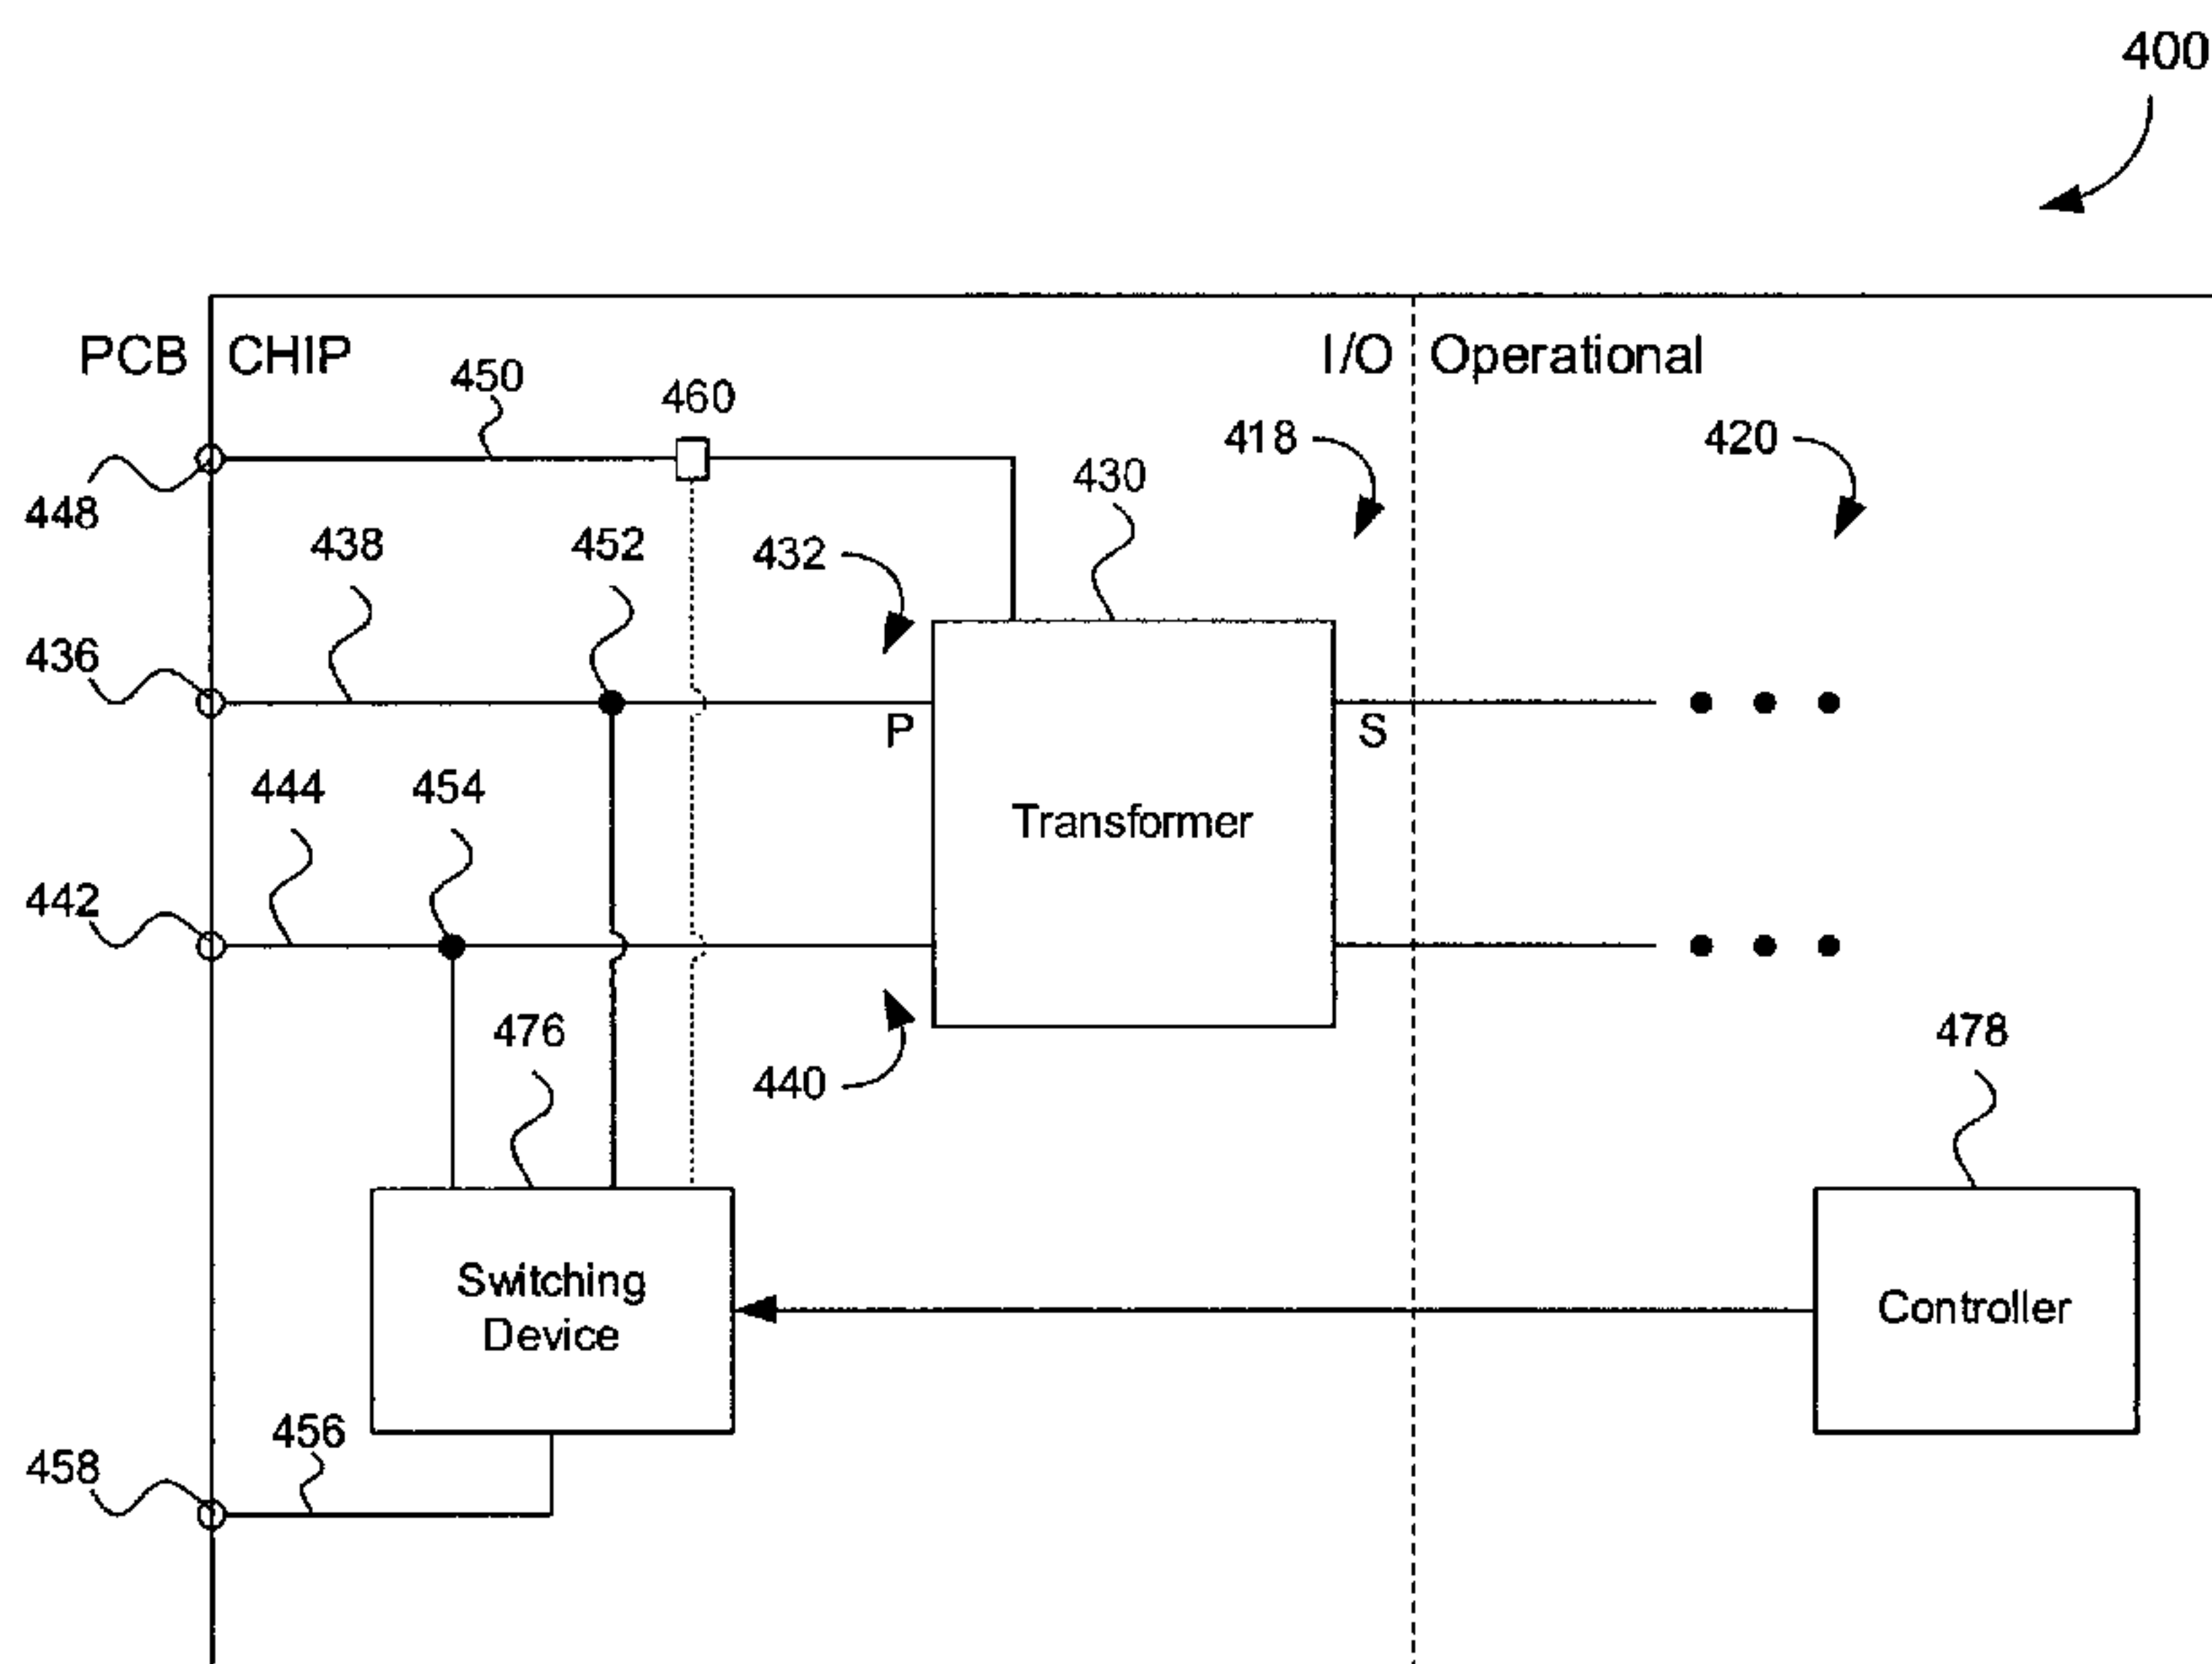 400
PCB CHIP I/O Operational
450 460
418 420
430
448
438 452 432
436
P S
444 454
Transformer
442
476 478
440
Switching
Device
Controller
456
458